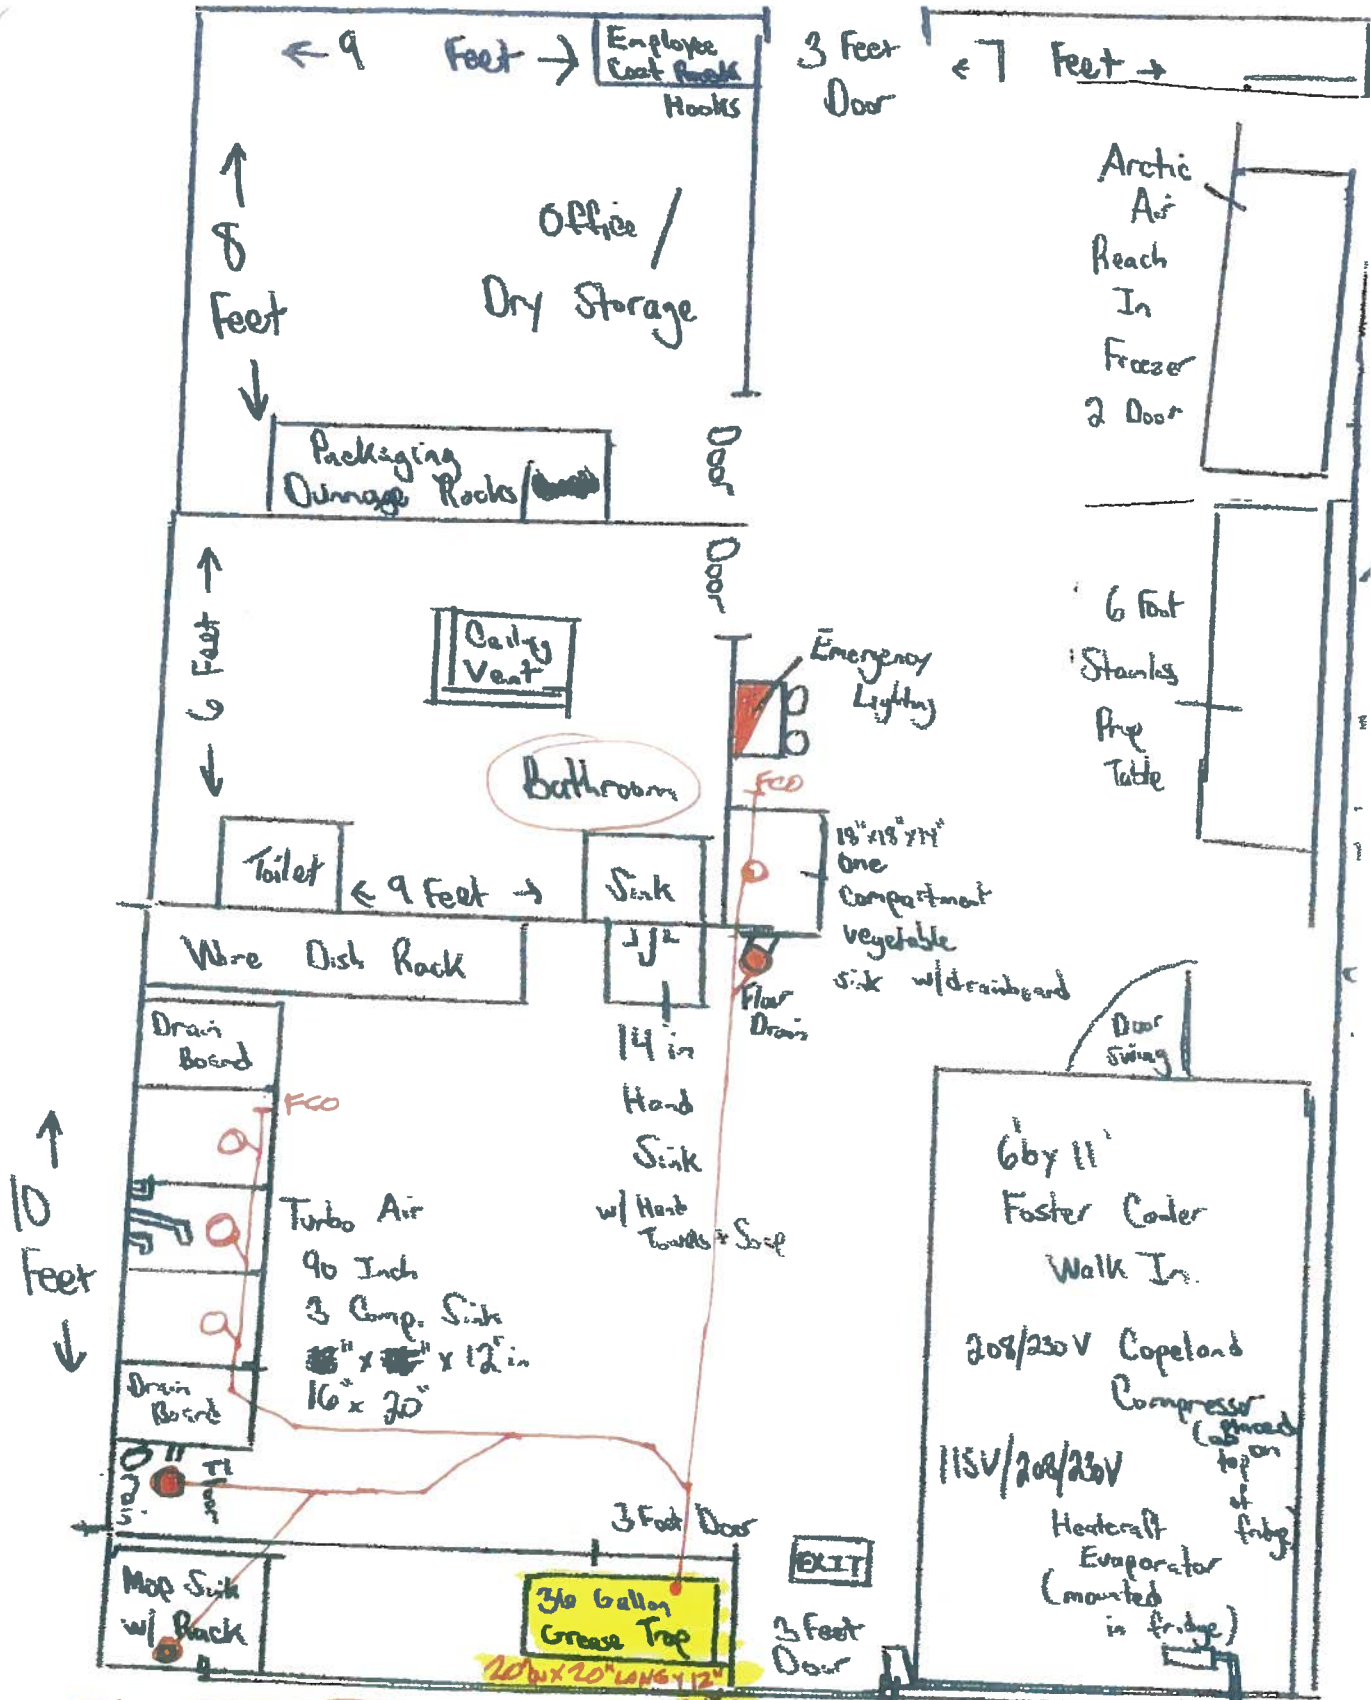 ← 9 Feet →
Employee
Coat
Hooks
3 Feet
Door
← 7 Feet →
↑
8
Feet
↓
Office /
Dry Storage
Arctic
Air
Reach
In
Freezer
2 Door
Packaging
Dunnage Racks
Door
Door
← 6 Feet →
Ceiling
Vent
Emergency
Lighting
6 Foot
Stainless
Prep
Table
Bathroom
FCO
Toilet
← 9 Feet →
Sink
18"x18"x14"
One
Compartment
vegetable
sink w/drainboard
Wire Dish Rack
Floor
Drain
Door
Swing
Drain
Board
14 in
Hand
Sink
w/ Hand
Towels + Soap
FCO
↑
10
Feet
↓
Turbo Air
90 Inch
3 Comp. Sink
x 12" in
16" x 20"
Drain
Board
6' by 11'
Foster Cooler
Walk In.
208/230V Copeland
Compressor
on
top
of
fridge
115V/208/230V
Heatcraft
Evaporator
(mounted
in fridge)
3 Foot Door
Mop Sink
w/ Rack
36 Gallon
Grease Trap
20"W X 20" LONG X 12"
EXIT
3 Feet
Door